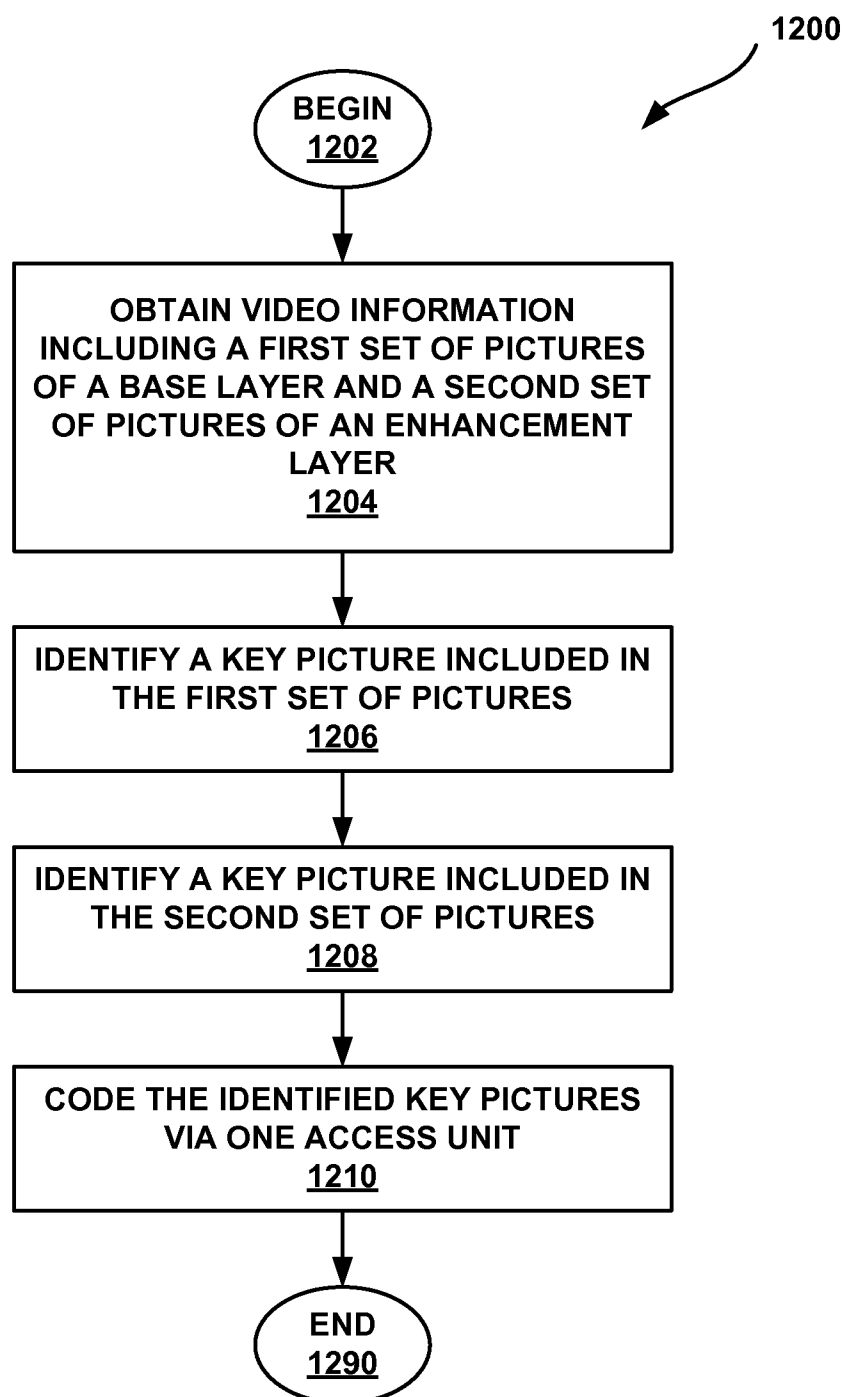 1200
BEGIN
1202
OBTAIN VIDEO INFORMATION
INCLUDING A FIRST SET OF PICTURES
OF A BASE LAYER AND A SECOND SET
OF PICTURES OF AN ENHANCEMENT
LAYER
1204
IDENTIFY A KEY PICTURE INCLUDED IN
THE FIRST SET OF PICTURES
1206
IDENTIFY A KEY PICTURE INCLUDED IN
THE SECOND SET OF PICTURES
1208
CODE THE IDENTIFIED KEY PICTURES
VIA ONE ACCESS UNIT
1210
END
1290